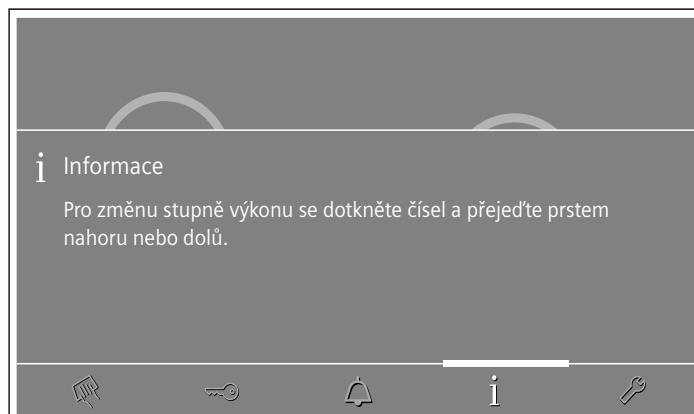 i Informace
Pro změnu stupně výkonu se dotkněte čísel a přejeďte prstem
nahoru nebo dolů.
i